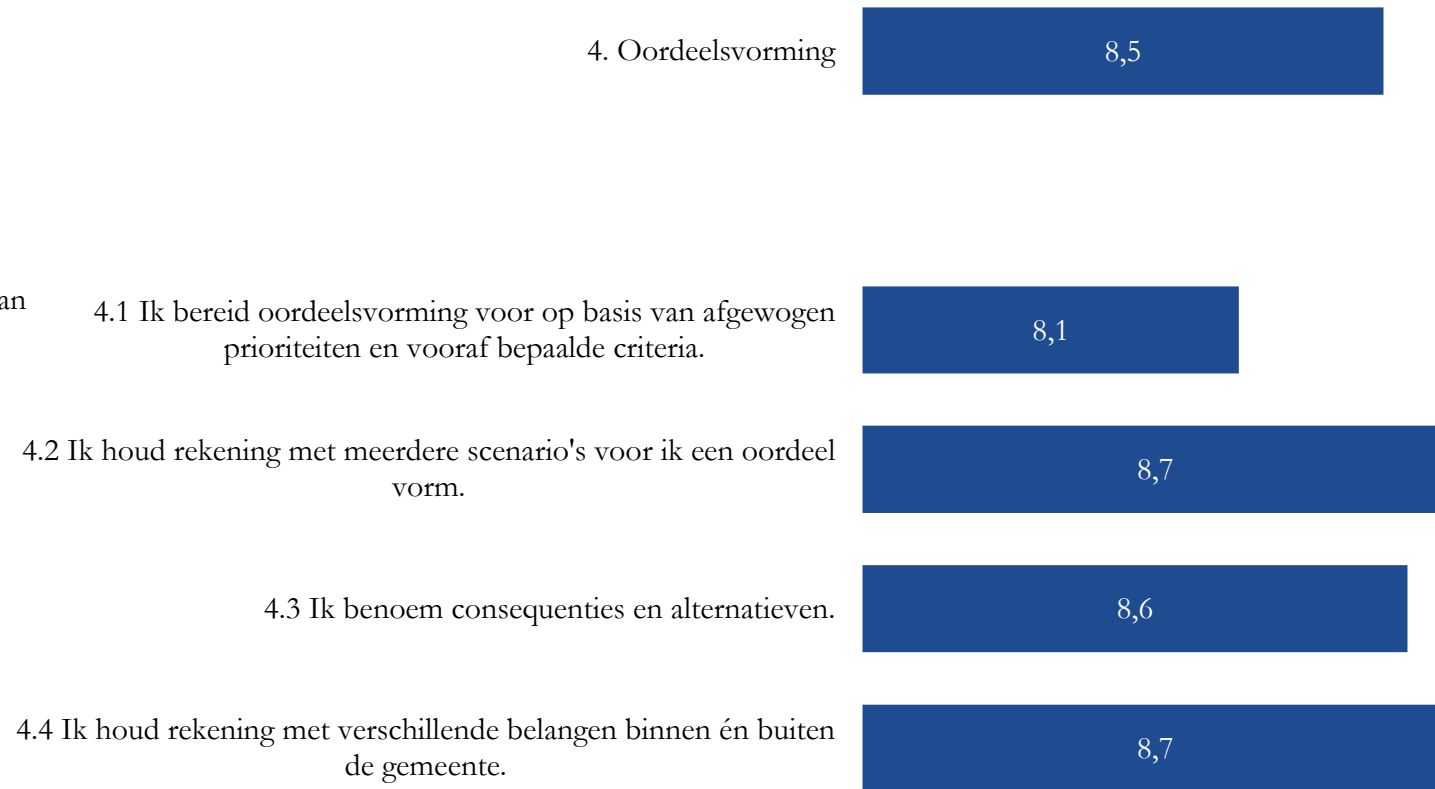 4. Oordeelsvorming
8,5
an
4.1 Ik bereid oordeelsvorming voor op basis van afgewogen
prioriteiten en vooraf bepaalde criteria.
8,1
4.2 Ik houd rekening met meerdere scenario's voor ik een oordeel
vorm.
8,7
4.3 Ik benoem consequenties en alternatieven.
8,6
4.4 Ik houd rekening met verschillende belangen binnen én buiten
de gemeente.
8,7